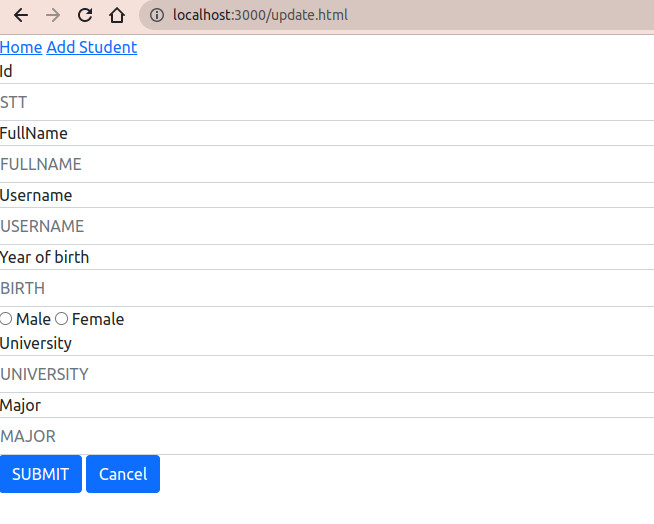 localhost:3000/update.html
Home Add Student
Id
STT
FullName
FULLNAME
Username
USERNAME
Year of birth
BIRTH
Male Female
University
UNIVERSITY
Major
MAJOR
SUBMIT Cancel